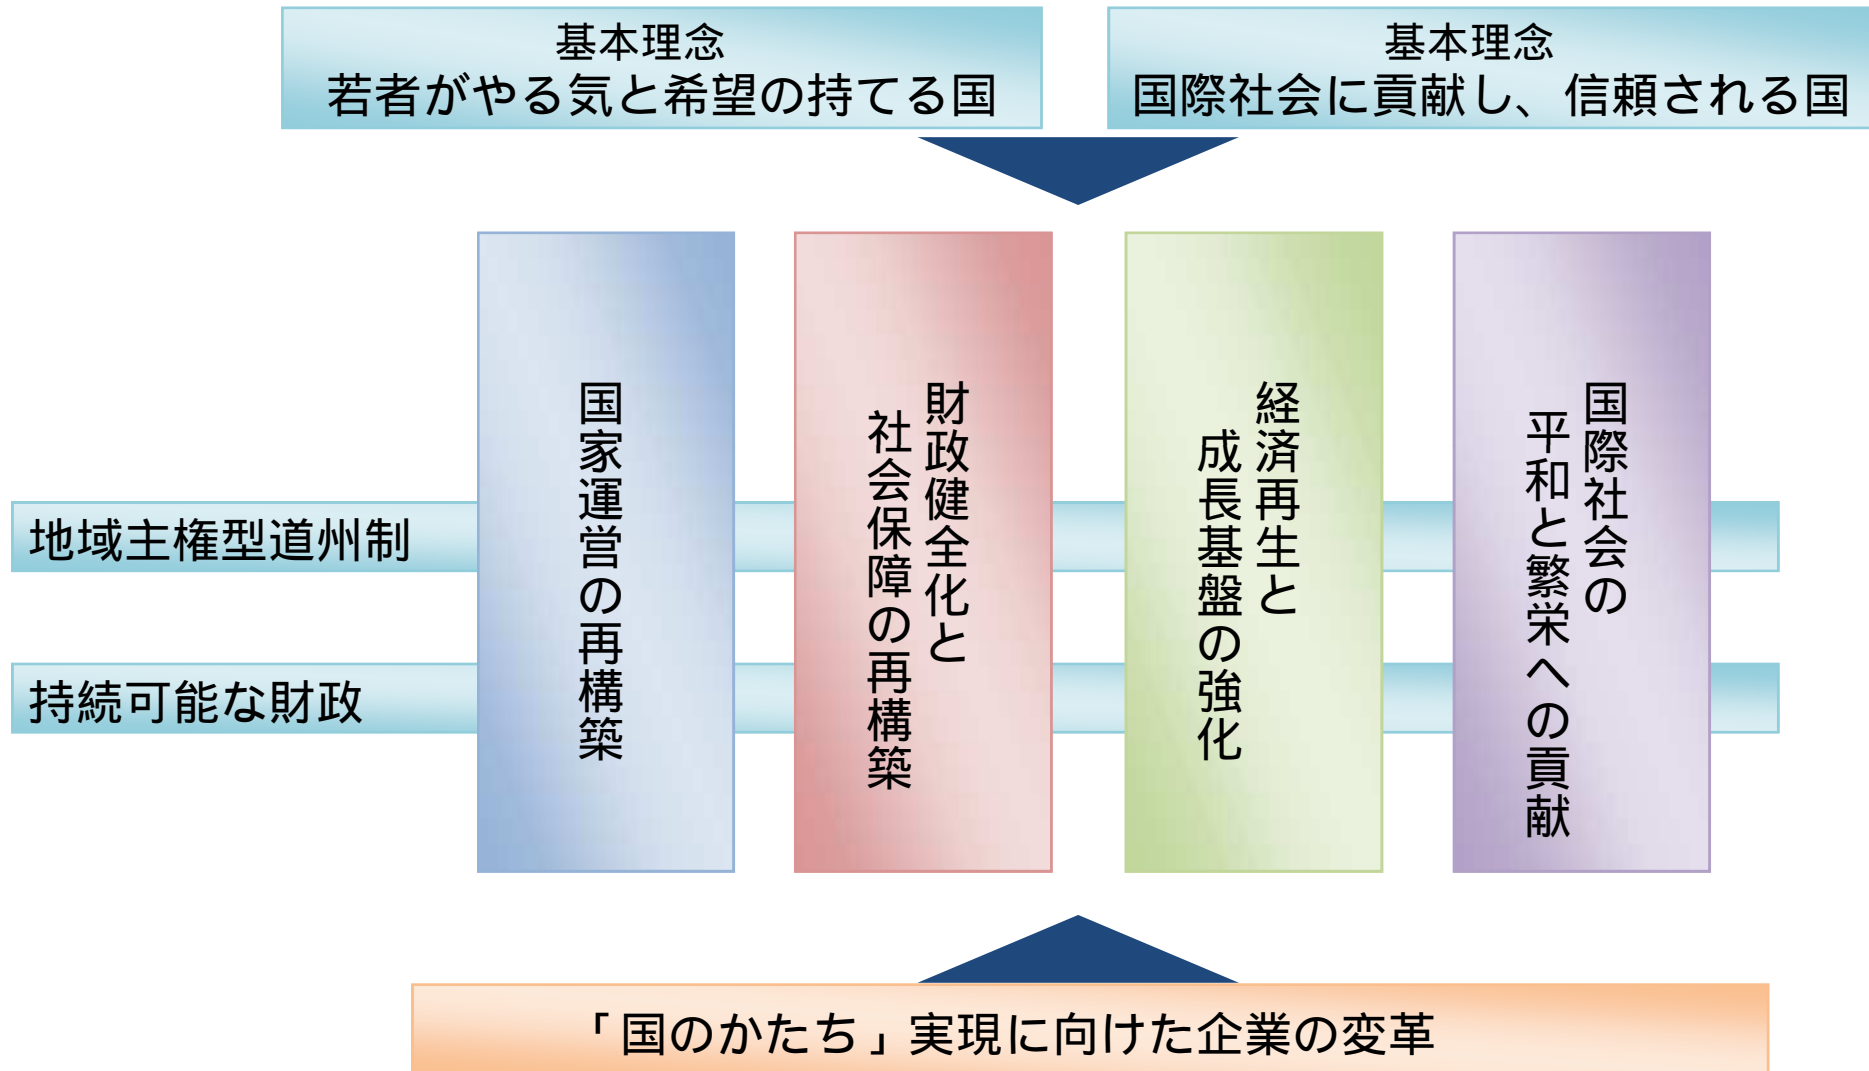 基本理念
若者がやる気と希望の持てる国
基本理念
国際社会に貢献し、信頼される国
国家運営の再構築
財政健全化と
社会保障の再構築
経済再生と
成長基盤の強化
国際社会の
平和と繁栄への貢献
地域主権型道州制
持続可能な財政
「国のかたち」実現に向けた企業の変革